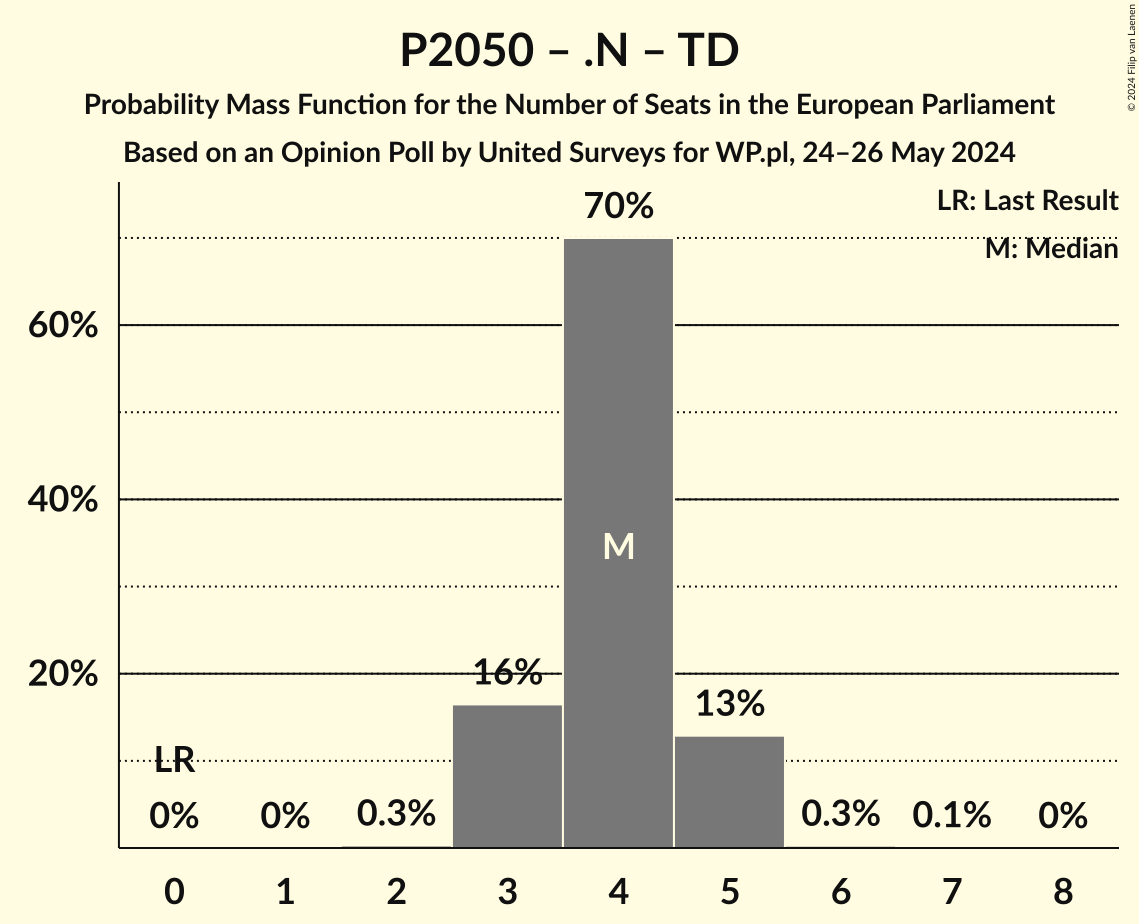 P2050 – .N – TD
Probability Mass Function for the Number of Seats in the European Parliament
Based on an Opinion Poll by United Surveys for WP.pl, 24–26 May 2024
© 2024 Filip van Laenen
LR: Last Result
M: Median
70%
60%
40%
M
20%
16%
13%
LR
0%
0%
0.3%
0.3%
0.1%
0%
0 1 2 3 4 5 6 7 8